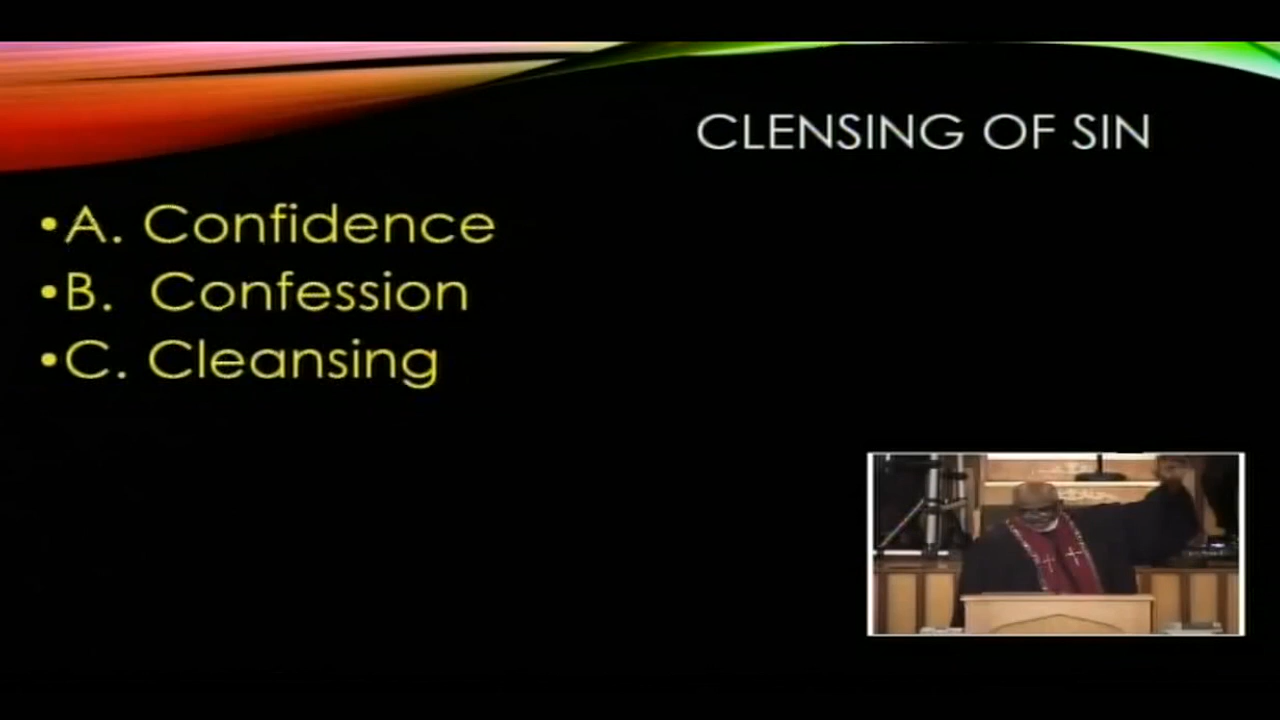 CLENSING OF SIN
•A. Confidence
•B. Confession
•C. Cleansing